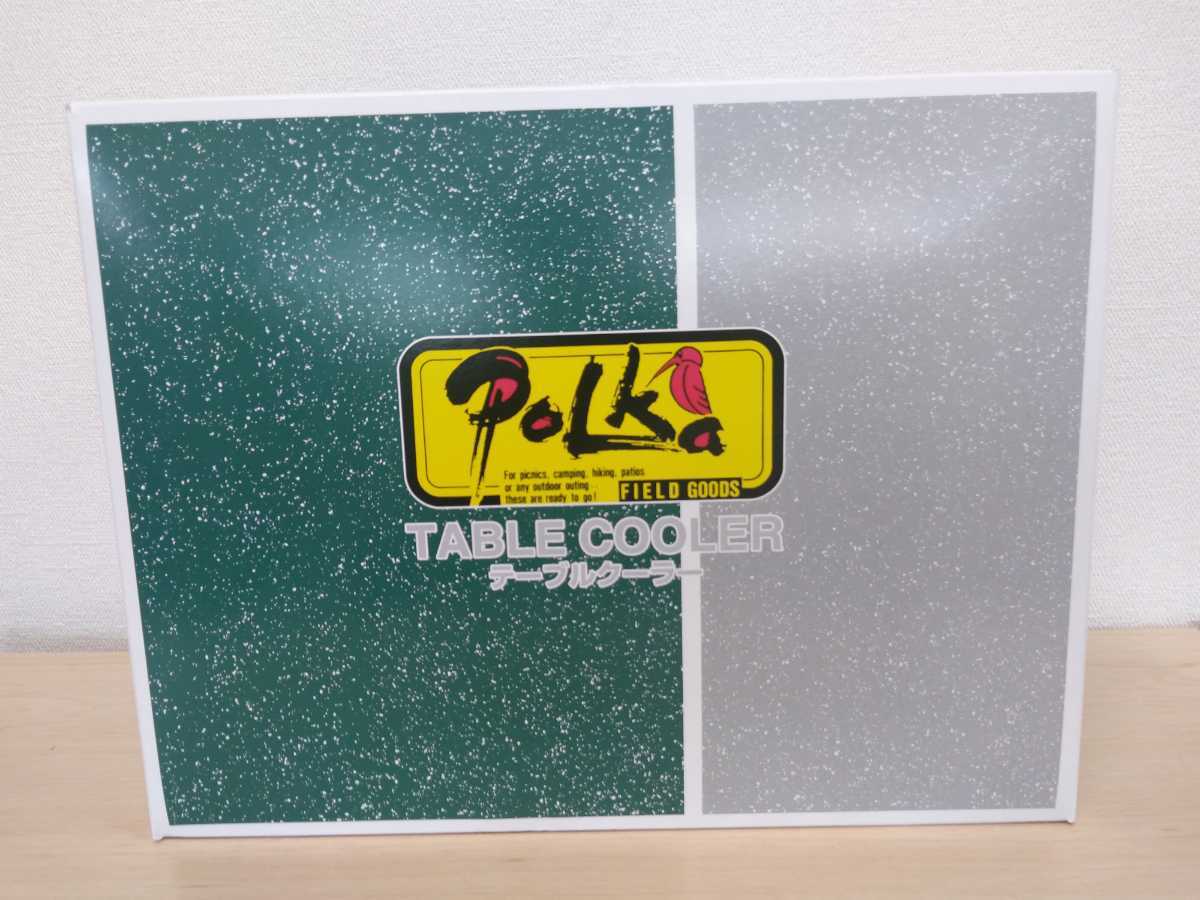 Polka
For picnics, camping, hiking, patios
or any outdoor outing..
these are ready to go!
FIELD GOODS
TABLE COOLER
テーブルクーラー